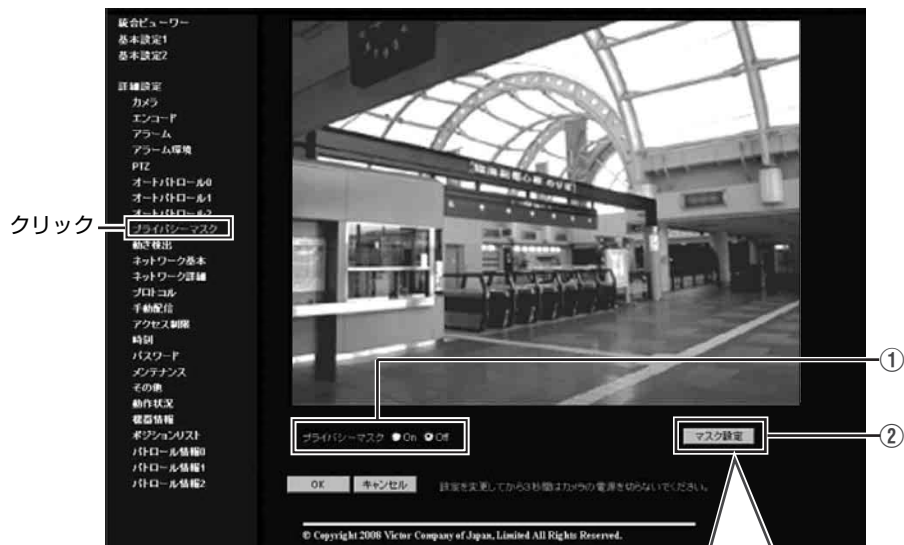 統合ビューワー
基本設定1
基本設定2
詳細設定
カメラ
エンコード
アラーム
アラーム環境
PTZ
オートパトロール0
オートパトロール1
オートパトロール2
クリック
プライバシーマスク
動き検出
ネットワーク基本
ネットワーク詳細
プロトコル
手動配信
アクセス制限
時刻
パスワード
メンテナンス
その他
動作状況
機器情報
ポジションリスト
パトロール情報0
パトロール情報1
パトロール情報2
①
プライバシーマスク On Off
マスク設定
②
OK キャンセル 設定を変更してから3秒間はカメラの電源を切らないでください。
© Copyright 2008 Victor Company of Japan, Limited All Rights Reserved.